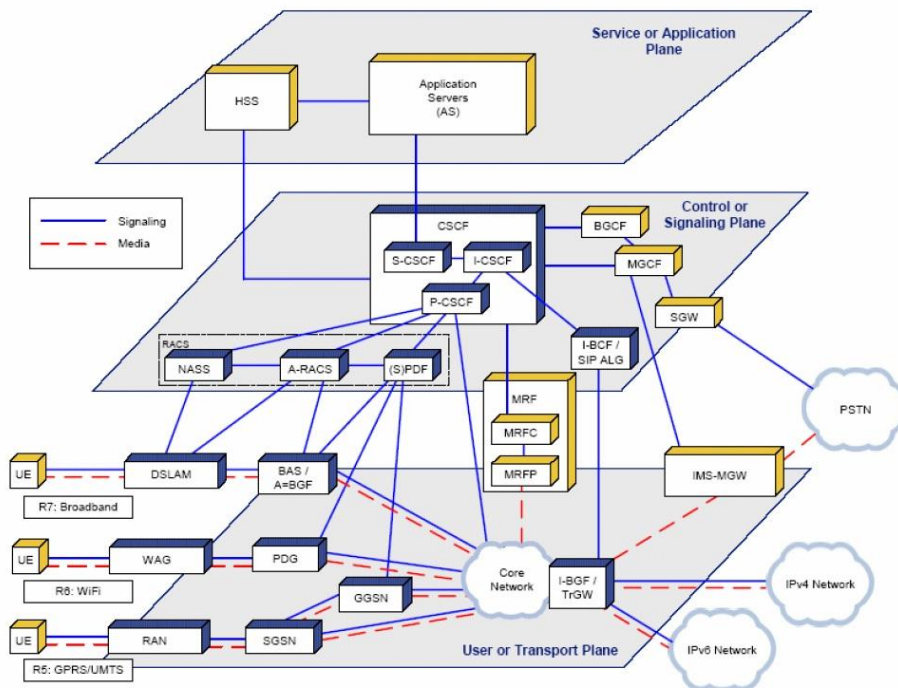 Service or Application
Plane
HSS
Application
Servers
(AS)
Signaling
Media
Control or
Signaling Plane
CSCF
BGCF
S-CSCF
I-CSCF
MGCF
P-CSCF
SGW
RACS
I-BCF /
SIP ALG
NASS
A-RACS
(S)PDF
MRF
PSTN
MRFC
UE
DSLAM
BAS /
A=BGF
MRFP
IMS-MGW
R7: Broadband
UE
WAG
PDG
Core
Network
I-BGF /
TrGW
IPv4 Network
R6: WiFi
GGSN
UE
RAN
SGSN
User or Transport Plane
IPv6 Network
R5: GPRS/UMTS